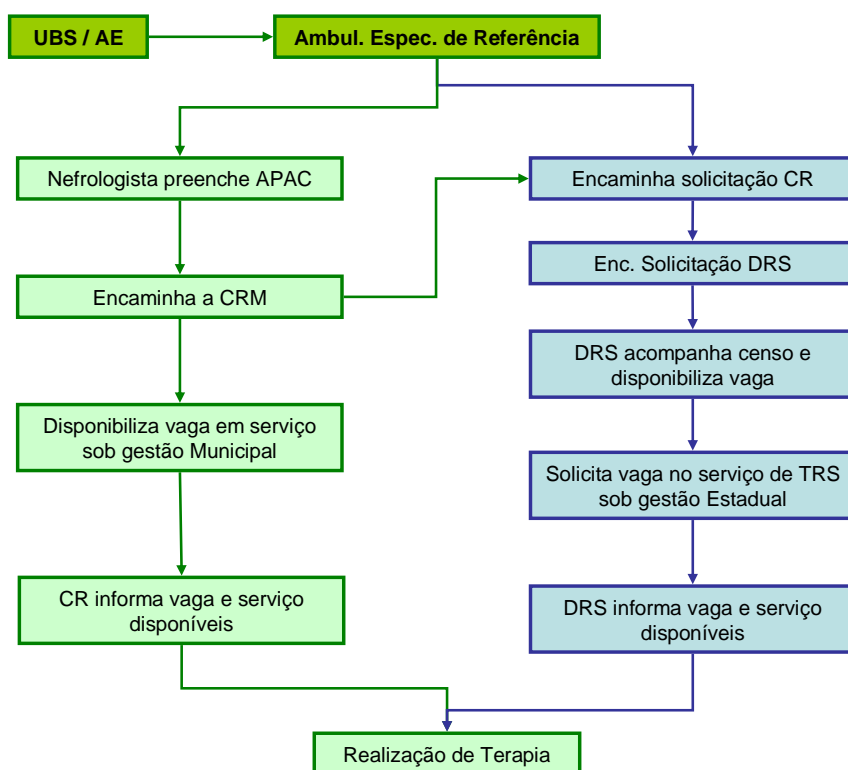 UBS / AE
Ambul. Espec. de Referência
Nefrologista preenche APAC
Encaminha solicitação CR
Enc. Solicitação DRS
Encaminha a CRM
DRS acompanha censo e
disponibiliza vaga
Disponibiliza vaga em serviço
sob gestão Municipal
Solicita vaga no serviço de TRS
sob gestão Estadual
CR informa vaga e serviço
disponíveis
DRS informa vaga e serviço
disponíveis
Realização de Terapia